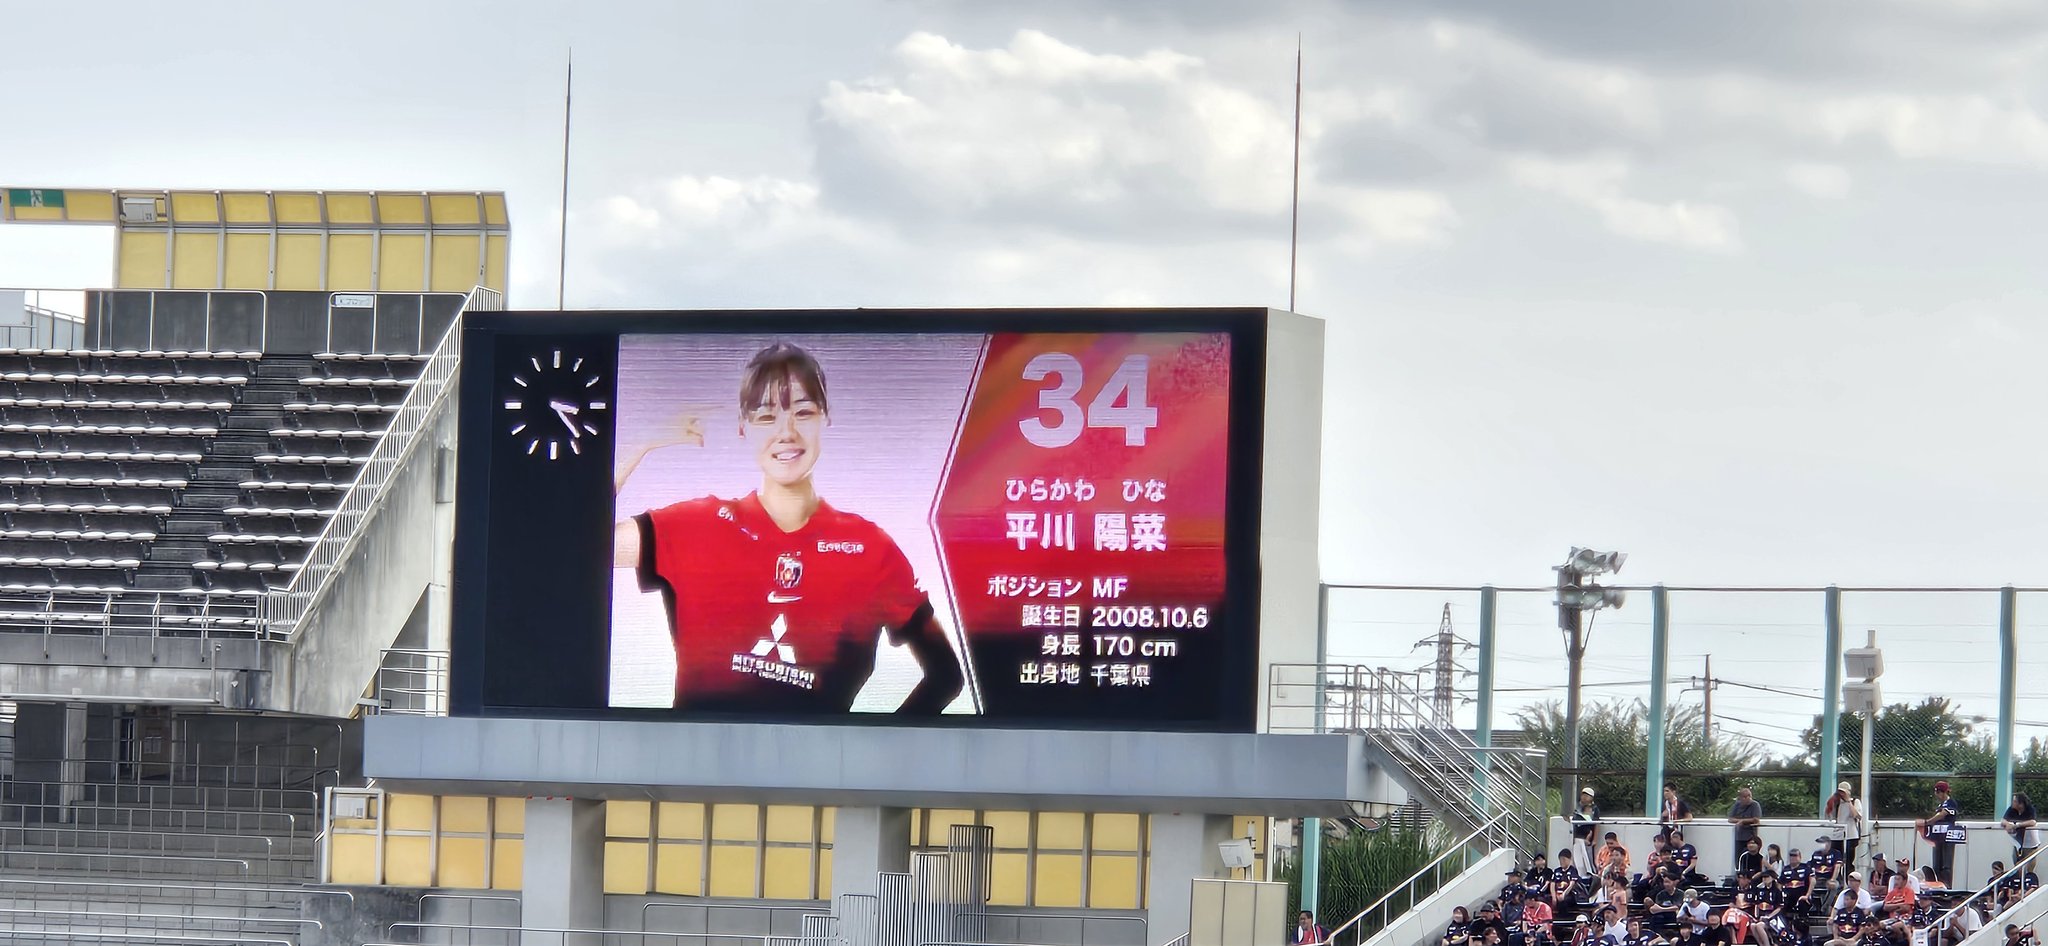 34
ひらかわ ひな
平川 陽菜
ポジション MF
誕生日 2008.10.6
身長 170 cm
出身地 千葉県
EneCle
MITSUBISHI